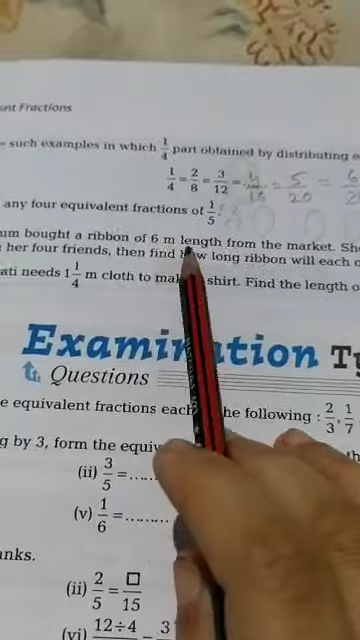 nt Fractions
such examples in which 1/4 part obtained by distributing
1/4 = 2/8 = 3/12 = 4/16 = 5/20 = 6/
any four equivalent fractions of 1/5.
um bought a ribbon of 6 m length from the market. She
her four friends, then find how long ribbon will each
ati needs 1 1/4 m cloth to make shirt. Find the length o
Examination Ty
Questions
e equivalent fractions each the following : 2/3, 1/7
g by 3, form the equiv
(ii) 3/5 = ......
(v) 1/6 = .........
nks.
(ii) 2/5 = □/15
(vi) 12÷4 3